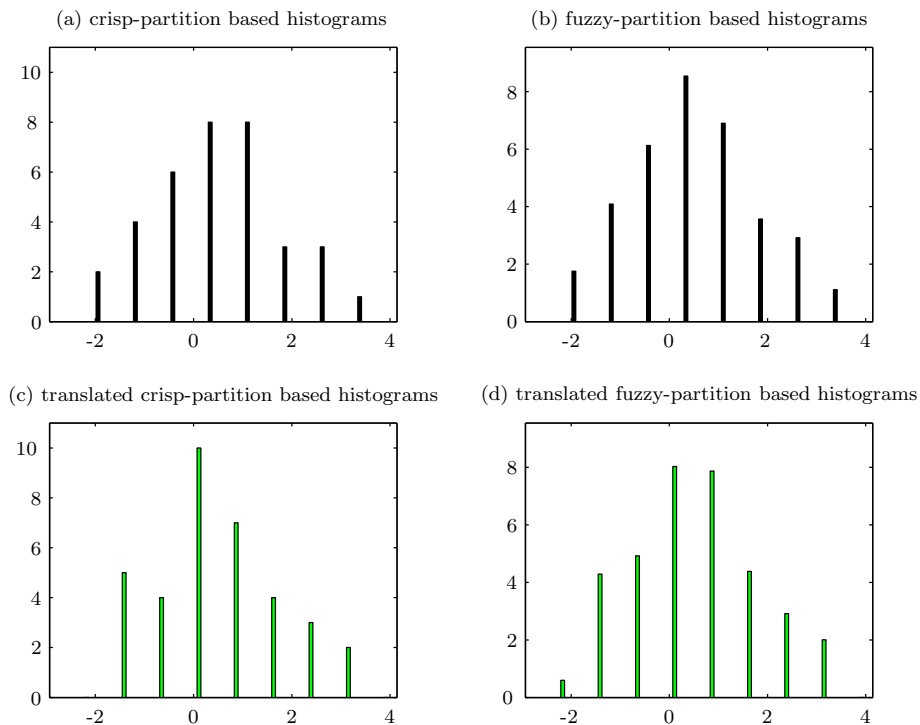 (a) crisp-partition based histograms
10
8
6
4
2
0
-2 0 2 4
(b) fuzzy-partition based histograms
8
6
4
2
0
-2 0 2 4
(c) translated crisp-partition based histograms
10
8
6
4
2
0
-2 0 2 4
(d) translated fuzzy-partition based histograms
8
6
4
2
0
-2 0 2 4